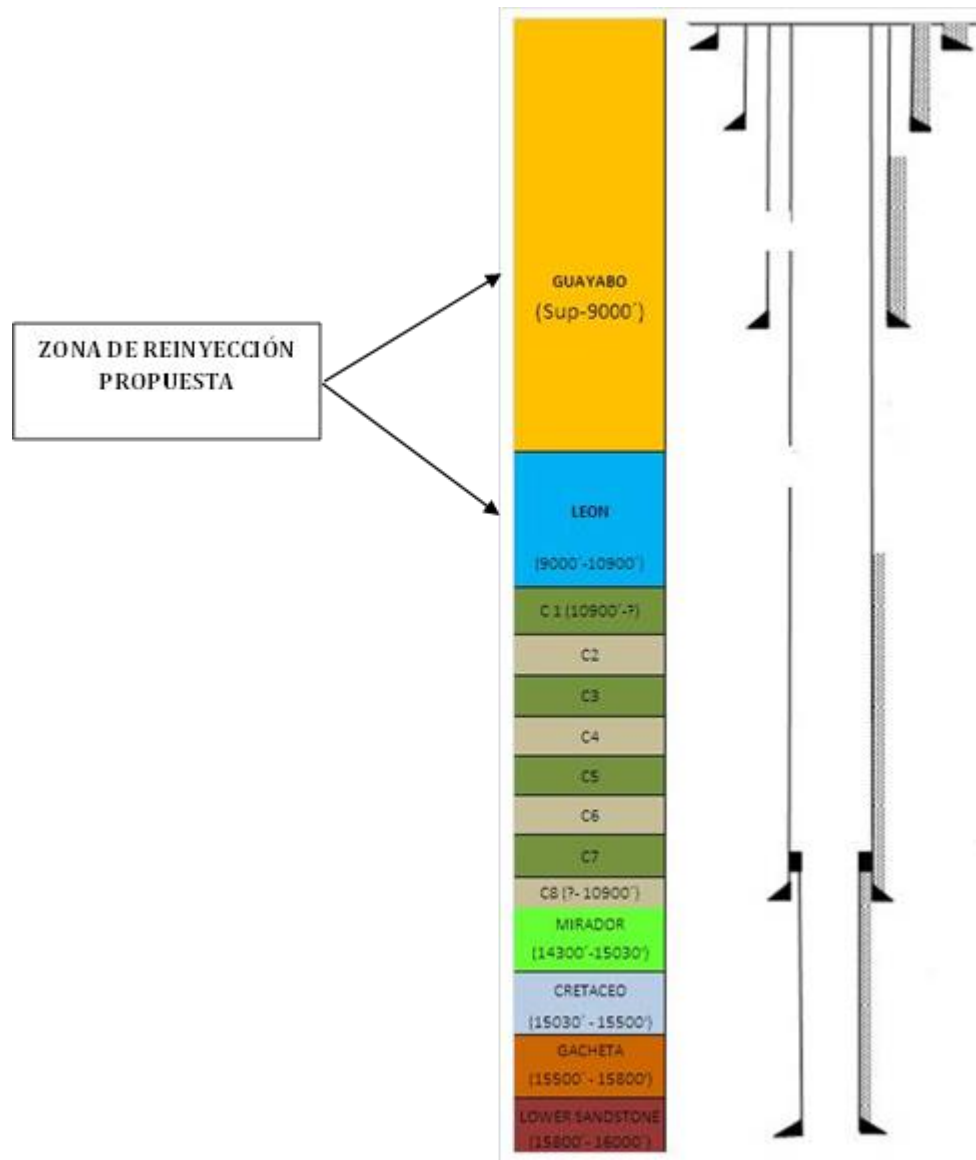 ZONA DE REINYECCIÓN
PROPUESTA
GUAYABO
(Sup-9000´)
LEON
(9000´-10900´)
C 1 (10900´-?)
C2
C3
C4
C5
C6
C7
C8 (?- 10900´)
MIRADOR
(14300´-15030')
CRETACEO
(15030´ - 15500')
GACHETA
(15500´ - 15800')
LOWER SANDSTONE
(15800´- 16000´)